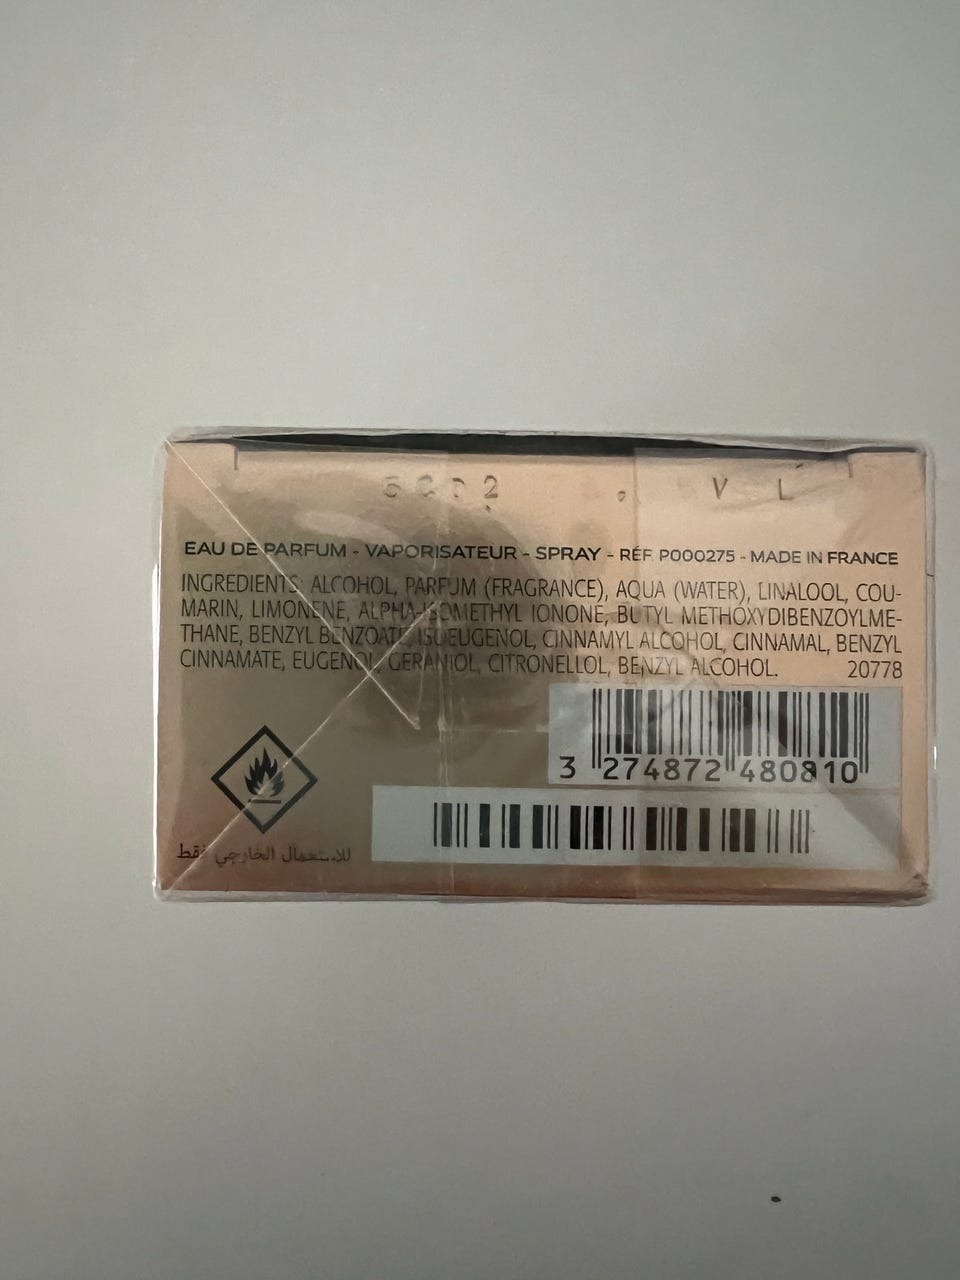 V L
EAU DE PARFUM - VAPORISATEUR - SPRAY - RÉF. P000275 - MADE IN FRANCE
INGREDIENTS: ALCOHOL, PARFUM (FRAGRANCE), AQUA (WATER), LINALOOL, COU-
MARIN, LIMONENE, ALPHA-ISOMETHYL IONONE, BUTYL METHOXYDIBENZOYLME-
THANE, BENZYL BENZOATE, ISOEUGENOL, CINNAMYL ALCOHOL, CINNAMAL, BENZYL
CINNAMATE, EUGENOL, GERANIOL, CITRONELLOL, BENZYL ALCOHOL. 20778
3 274872 480810
للاستعمال الخارجي فقط